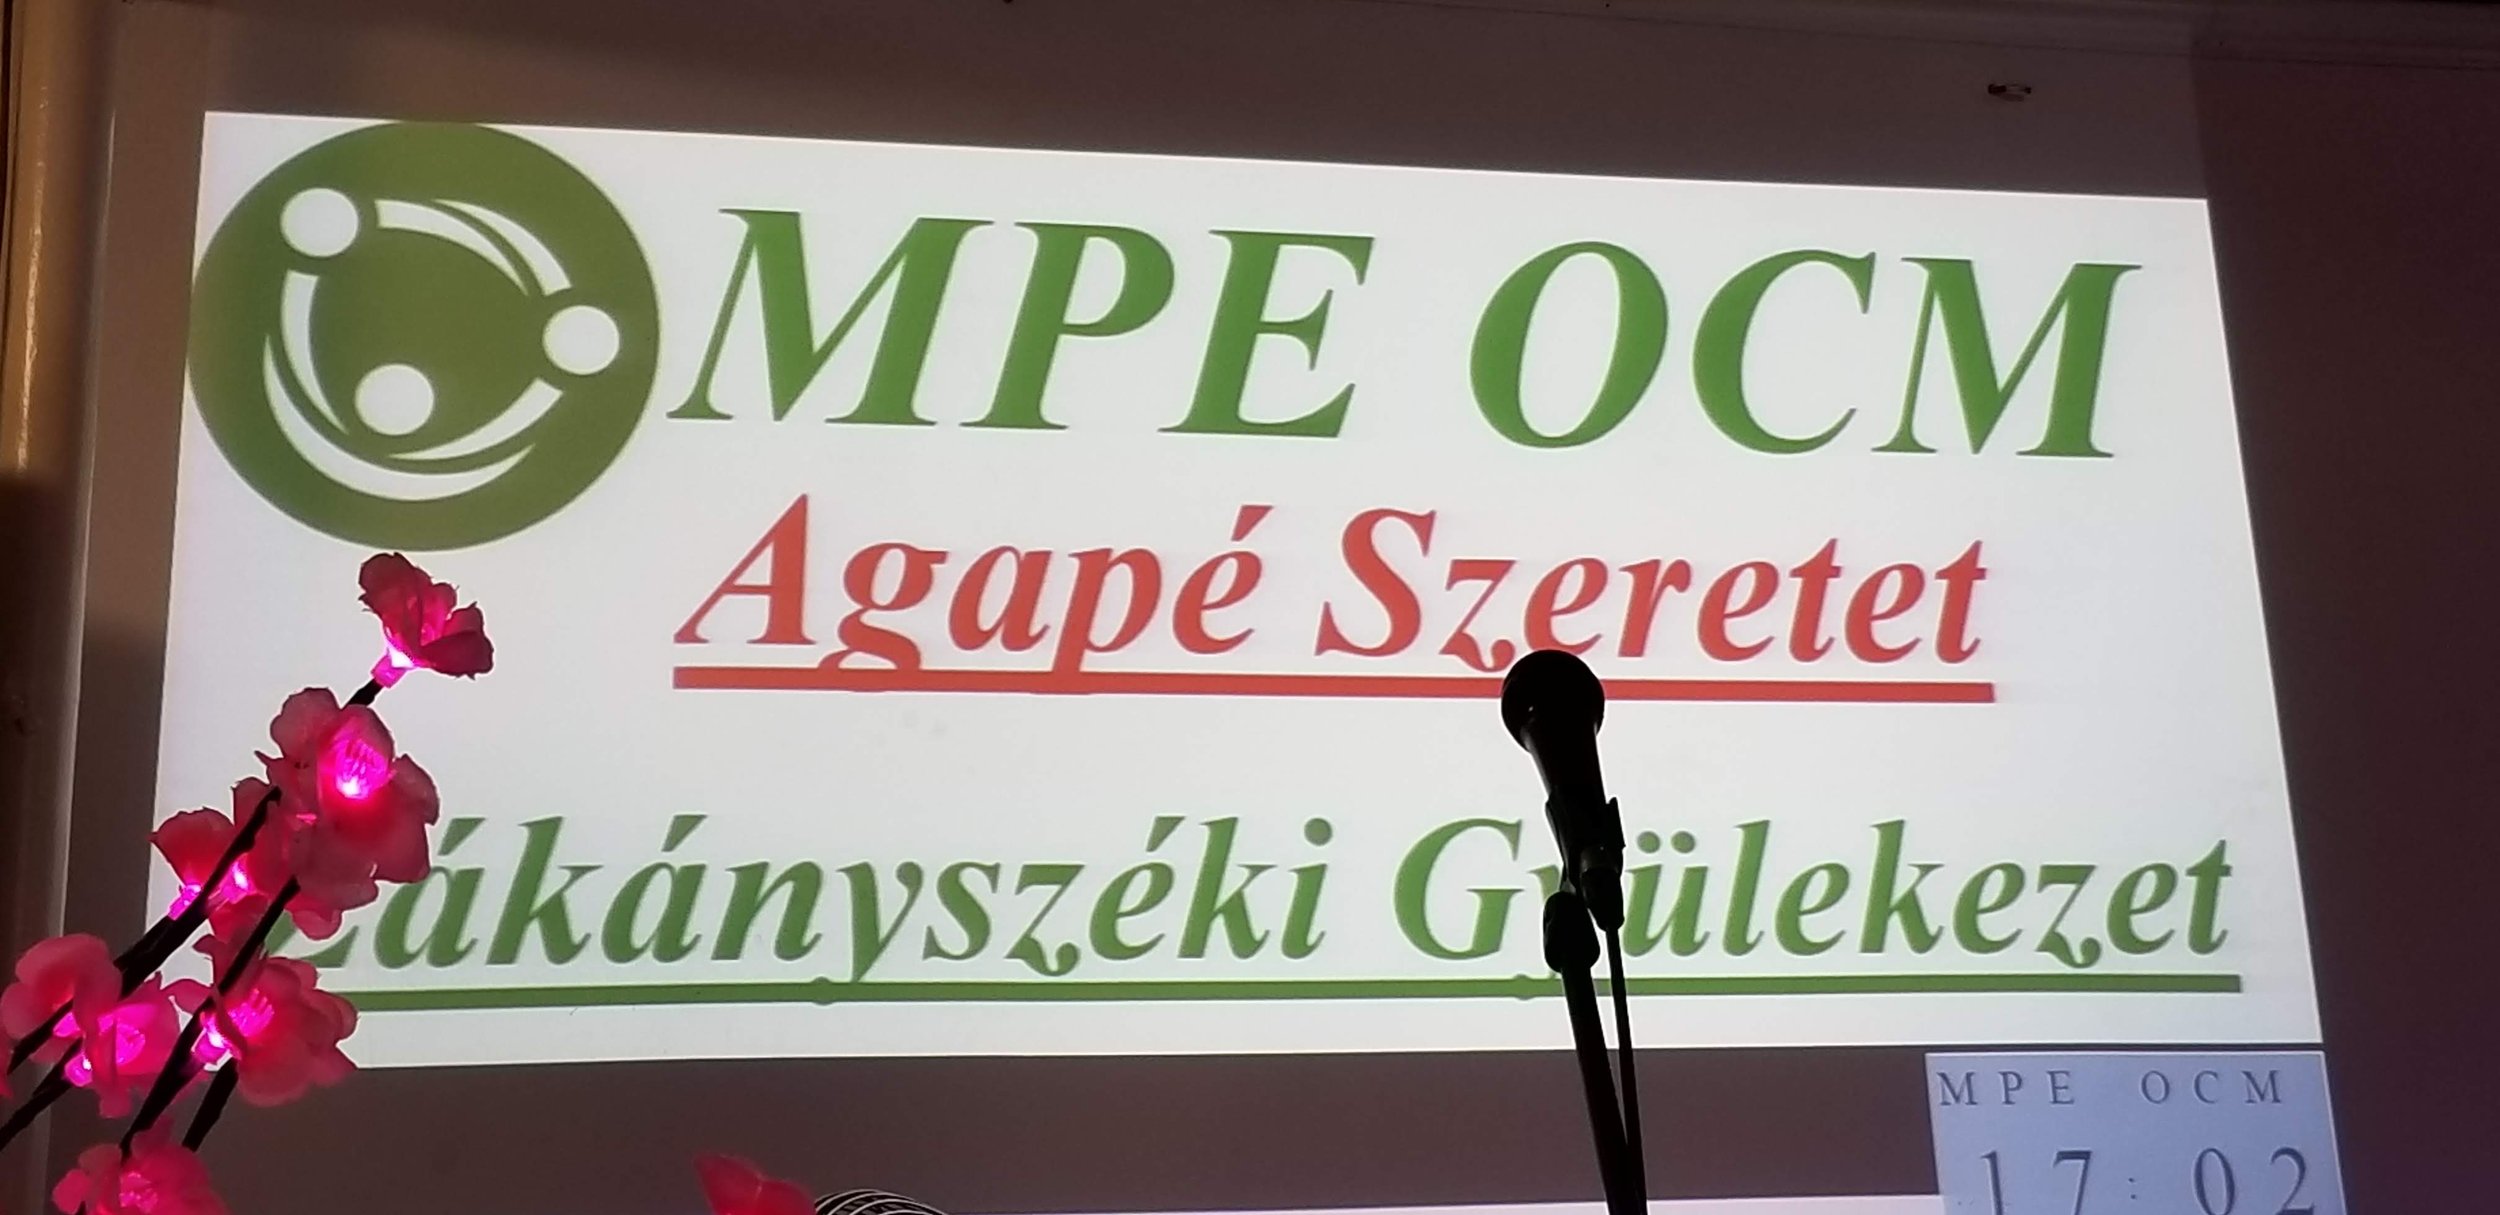 MPE OCM
Agapé Szeretet
Zákányszéki Gyülekezet
MPE OCM
17:02